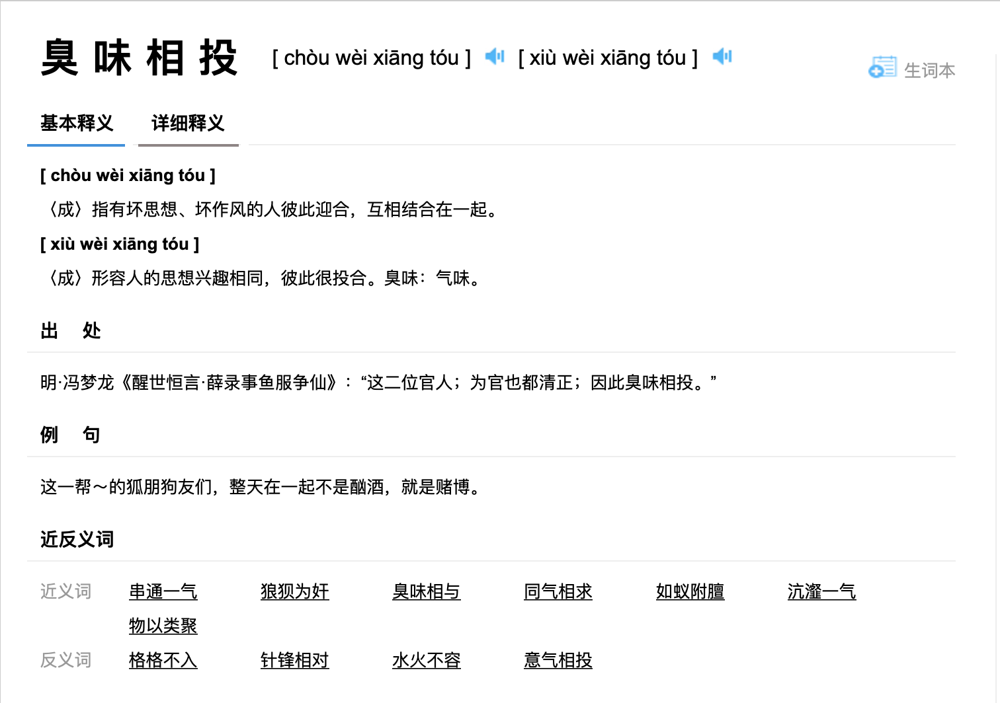 臭味相投 [ chòu wèi xiāng tóu ] [ xiù wèi xiāng tóu ] 生词本
基本释义 详细释义
[ chòu wèi xiāng tóu ]
〈成〉指有坏思想、坏作风的人彼此迎合，互相结合在一起。
[ xiù wèi xiāng tóu ]
〈成〉形容人的思想兴趣相同，彼此很投合。臭味：气味。
出 处
明·冯梦龙《醒世恒言·薛录事鱼服争仙》：“这二位官人；为官也都清正；因此臭味相投。”
例 句
这一帮～的狐朋狗友们，整天在一起不是酗酒，就是赌博。
近反义词
近义词 串通一气 狼狈为奸 臭味相与 同气相求 如蚁附膻 沆瀣一气
物以类聚
反义词 格格不入 针锋相对 水火不容 意气相投